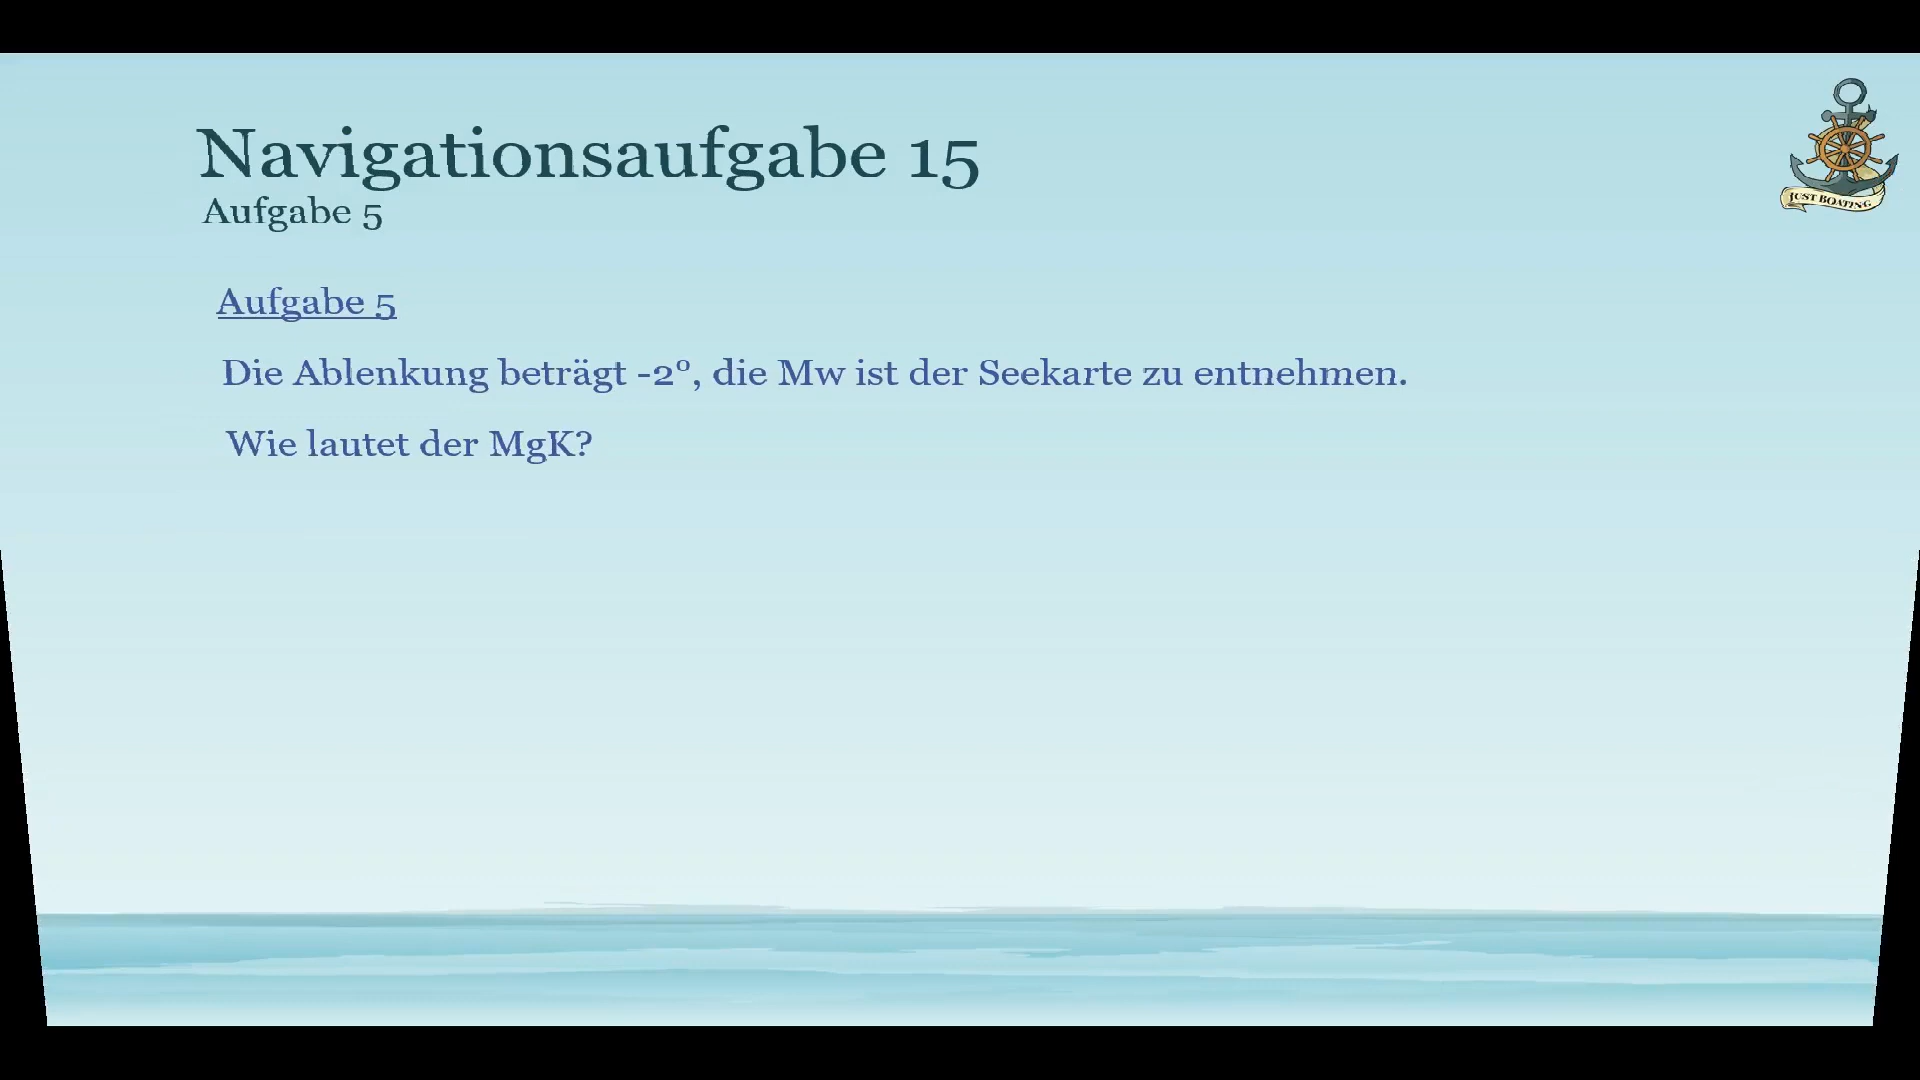 Navigationsaufgabe 15
Aufgabe 5
JUST BOATING
Aufgabe 5
Die Ablenkung beträgt -2°, die Mw ist der Seekarte zu entnehmen.
Wie lautet der MgK?